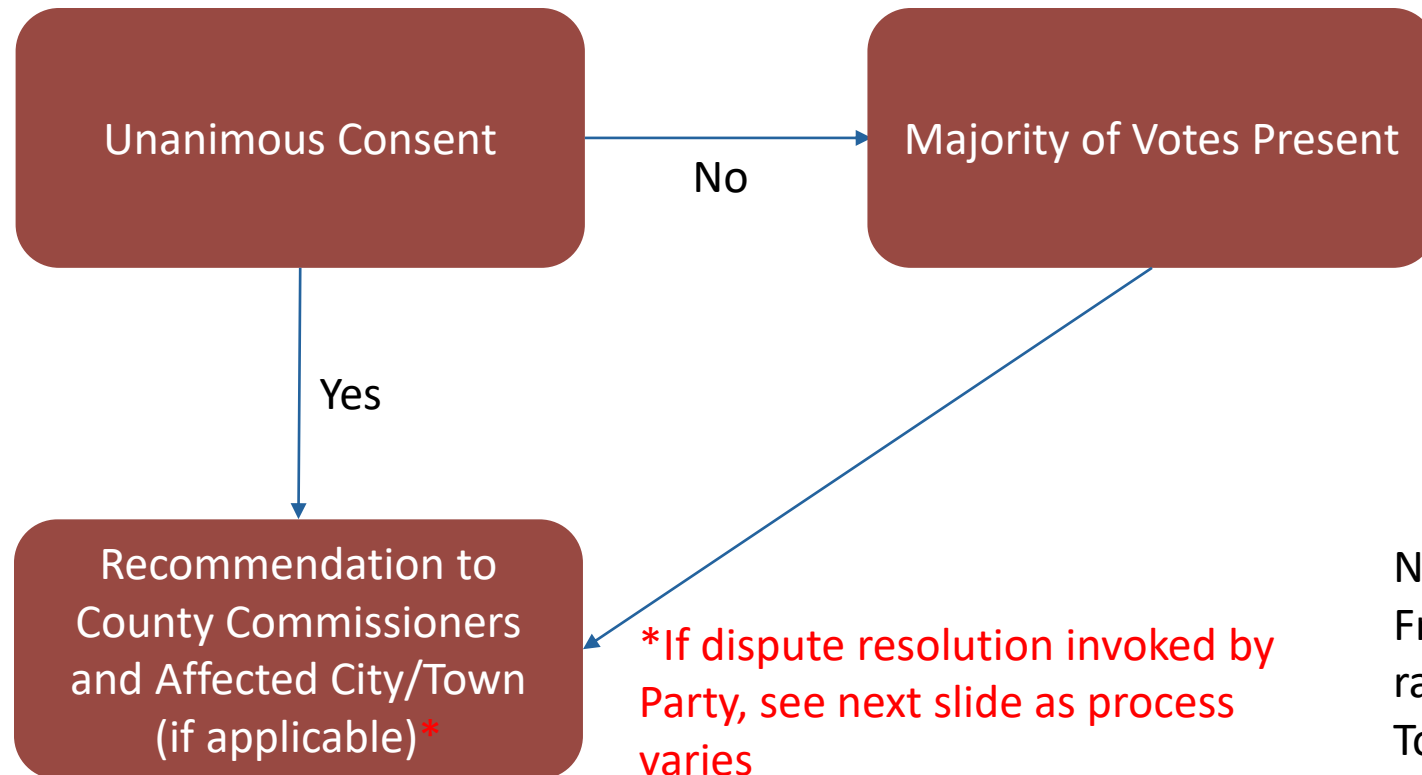 Unanimous Consent
No
Majority of Votes Present
Yes
Recommendation to
County Commissioners
and Affected City/Town
(if applicable)*
*If dispute resolution invoked by
Party, see next slide as process
varies